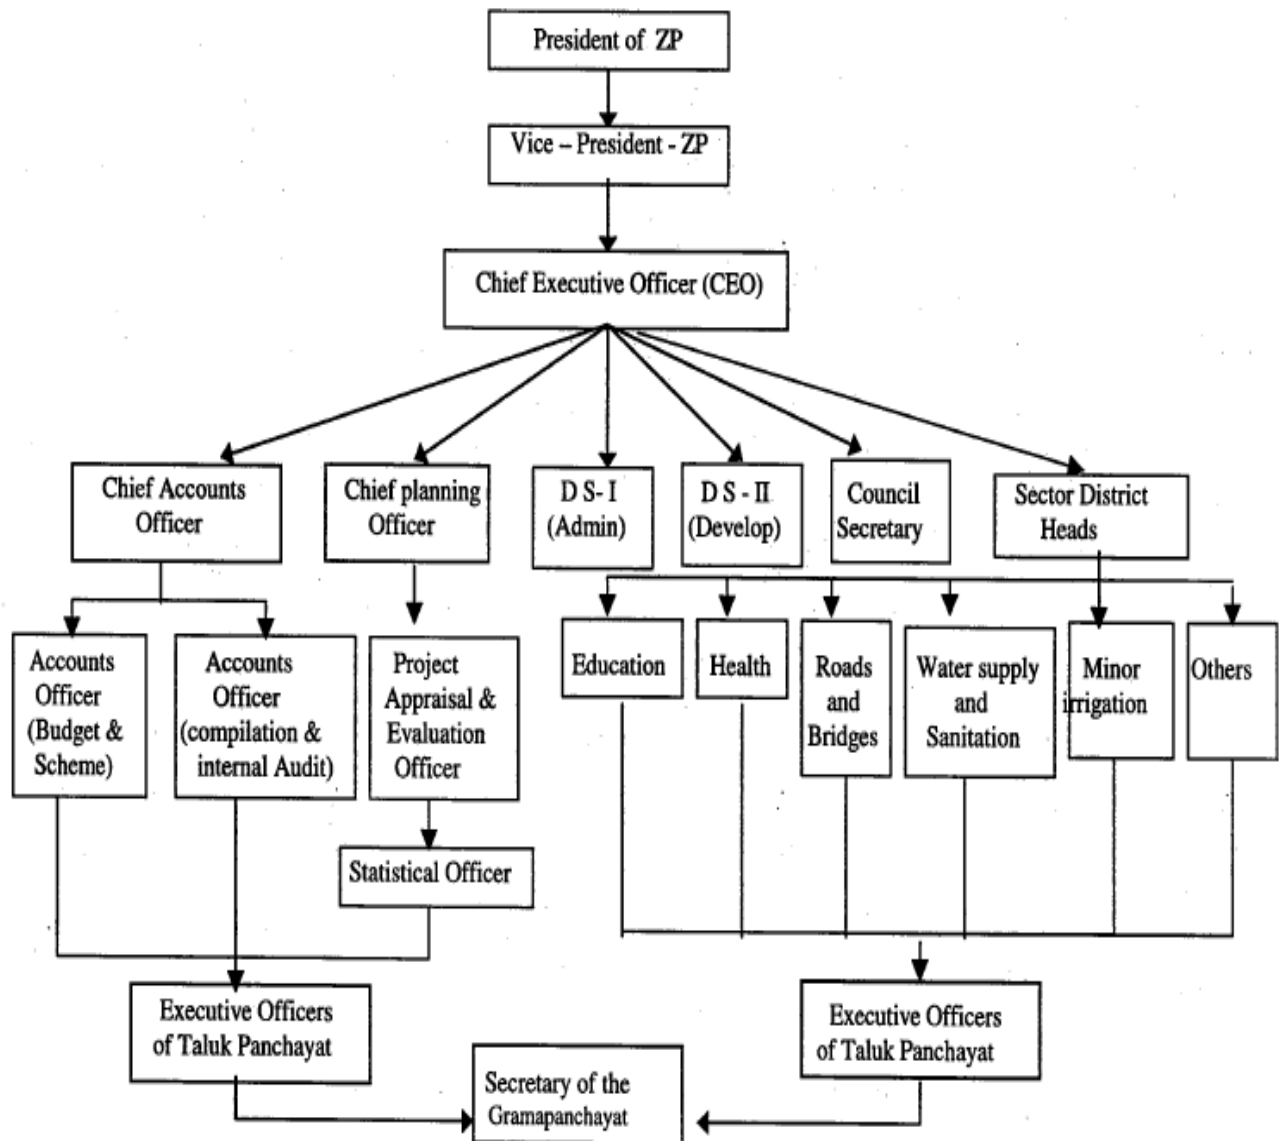 President of ZP
Vice – President - ZP
Chief Executive Officer (CEO)
Chief Accounts
Officer
Chief planning
Officer
D S- I
(Admin)
D S - II
(Develop)
Council
Secretary
Sector District
Heads
Accounts
Officer
(Budget &
Scheme)
Accounts
Officer
(compilation &
internal Audit)
Project
Appraisal &
Evaluation
Officer
Education
Health
Roads
and
Bridges
Water supply
and
Sanitation
Minor
irrigation
Others
Statistical Officer
Executive Officers
of Taluk Panchayat
Executive Officers
of Taluk Panchayat
Secretary of the
Gramapanchayat